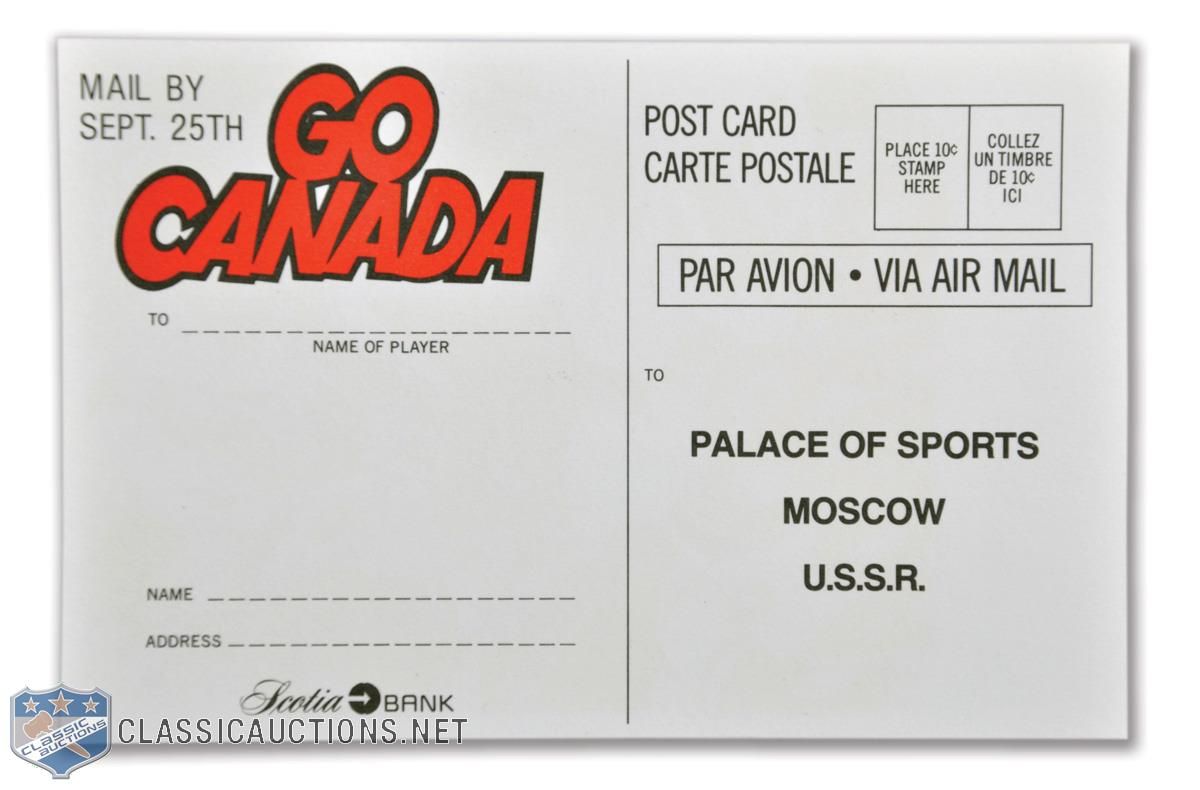 MAIL BY
SEPT. 25TH
GO
CANADA
TO
NAME OF PLAYER
NAME
ADDRESS
Scotia BANK
POST CARD
CARTE POSTALE
PLACE 10¢
STAMP
HERE
COLLEZ
UN TIMBRE
DE 10¢
ICI
PAR AVION • VIA AIR MAIL
TO
PALACE OF SPORTS
MOSCOW
U.S.S.R.
CLASSIC
AUCTIONS
CLASSICAUCTIONS.NET